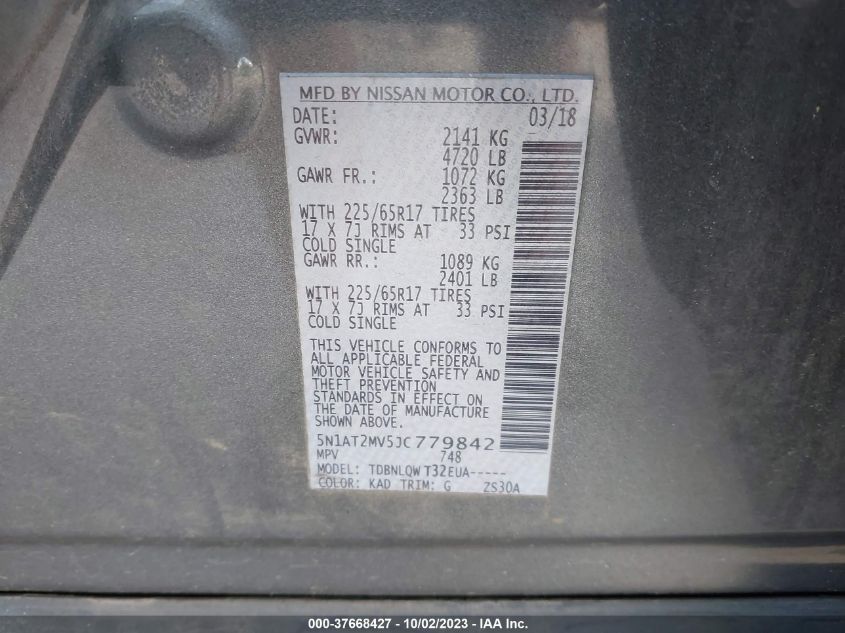 MFD BY NISSAN MOTOR CO., LTD.
DATE: 03/18
GVWR: 2141 KG
4720 LB
GAWR FR.: 1072 KG
2363 LB
WITH 225/65R17 TIRES
17 X 7J RIMS AT 33 PSI
COLD SINGLE
GAWR RR.: 1089 KG
2401 LB
WITH 225/65R17 TIRES
17 X 7J RIMS AT 33 PSI
COLD SINGLE
THIS VEHICLE CONFORMS TO
ALL APPLICABLE FEDERAL
MOTOR VEHICLE SAFETY AND
THEFT PREVENTION
STANDARDS IN EFFECT ON
THE DATE OF MANUFACTURE
SHOWN ABOVE.
5N1AT2MV5JC779842
MPV 748
MODEL: TDBNLQW T32EUA-----
COLOR: KAD TRIM: G ZS30A
000-37668427 - 10/02/2023 - IAA Inc.